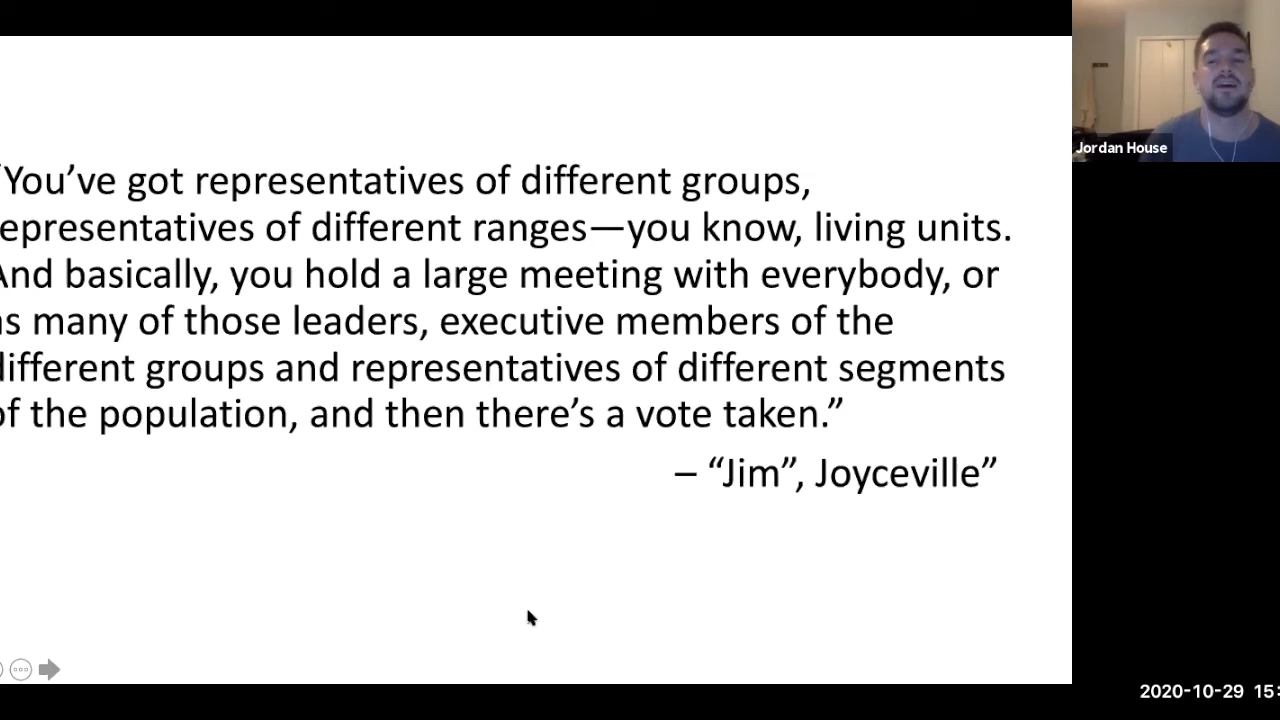 You’ve got representatives of different groups,
epresentatives of different ranges—you know, living units.
And basically, you hold a large meeting with everybody, or
as many of those leaders, executive members of the
different groups and representatives of different segments
of the population, and then there’s a vote taken.”
– “Jim”, Joyceville”
Jordan House
2020-10-29 15: